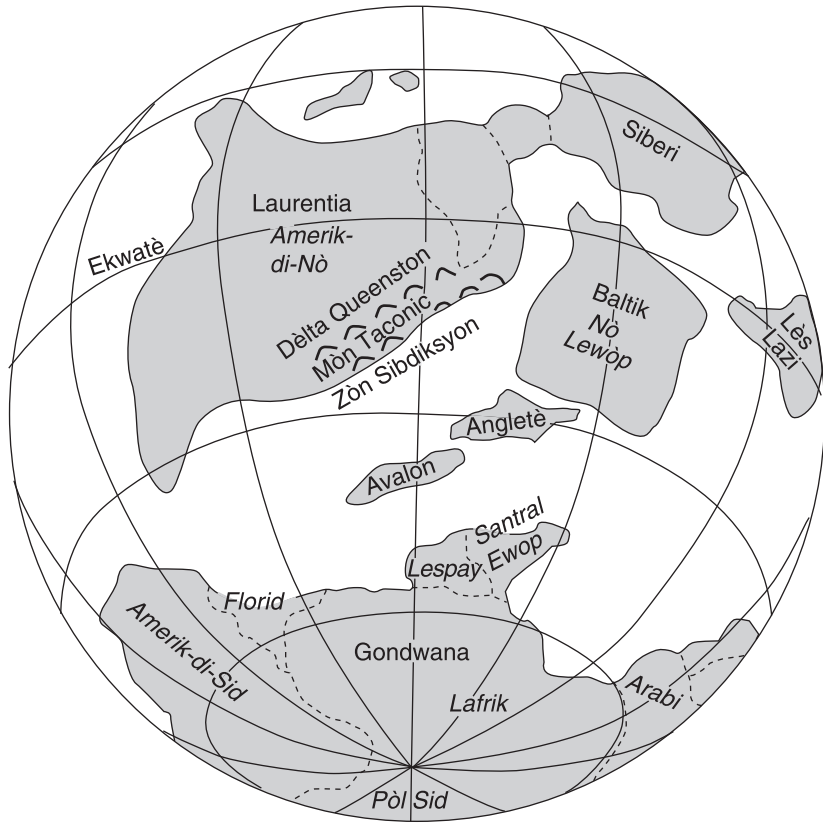 Siberi
Laurentia
Amerik-
di-Nò
Ekwatè
Dèlta Queenston
Mòn Taconic
Zòn Sibdiksyon
Baltik
Nò
Lewòp
Lès
Lazi
Angletè
Avalon
Santral
Ewop
Lespay
Florid
Amerik-di-Sid
Gondwana
Lafrik
Arabi
Pòl Sid